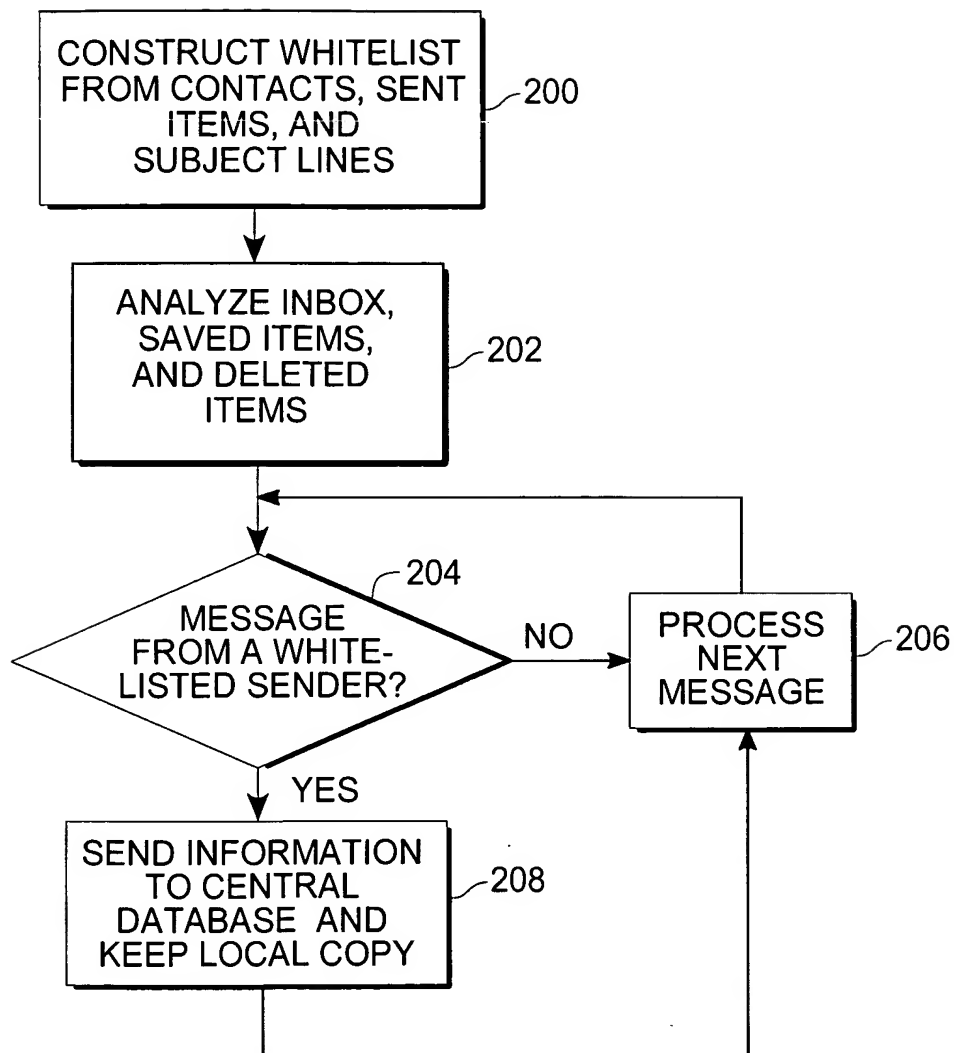 CONSTRUCT WHITELIST
FROM CONTACTS, SENT
ITEMS, AND
SUBJECT LINES
200
ANALYZE INBOX,
SAVED ITEMS,
AND DELETED
ITEMS
202
204
MESSAGE
FROM A WHITE-
LISTED SENDER?
NO
PROCESS
NEXT
MESSAGE
206
YES
SEND INFORMATION
TO CENTRAL
DATABASE AND
KEEP LOCAL COPY
208